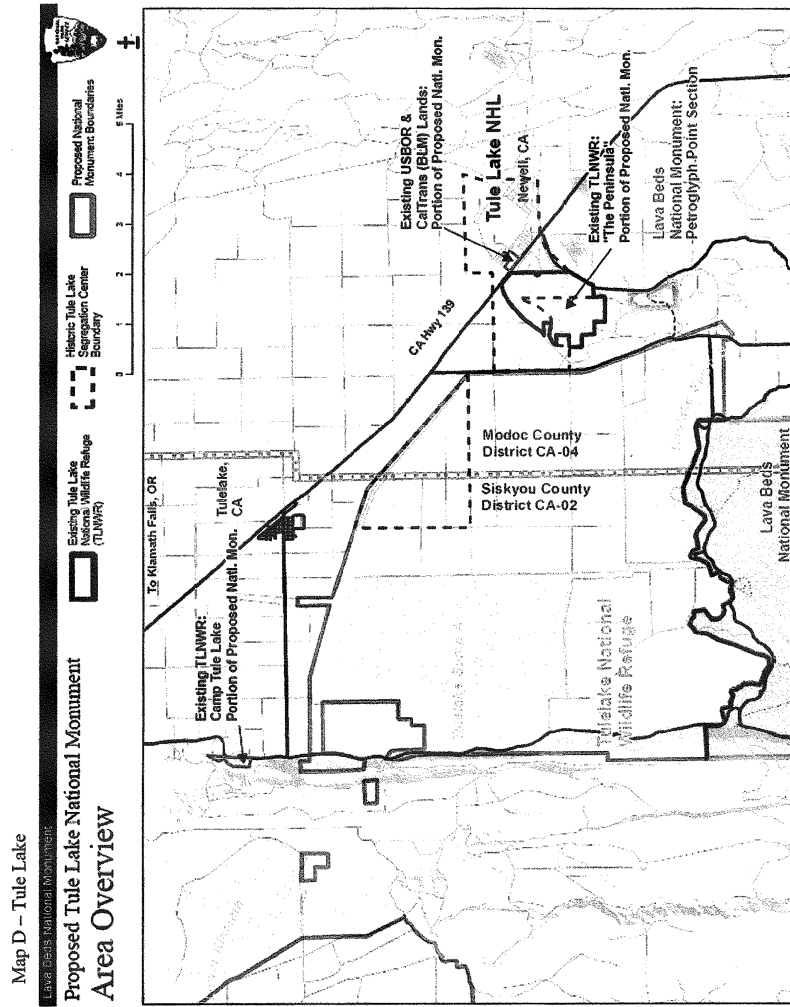 Map D – Tule Lake
Lava Beds National Monument
Proposed Tule Lake National Monument
Area Overview
Existing Tule Lake
National Wildlife Refuge
(TLNWR)
Historic Tule Lake
Segregation Center
Boundary
Proposed National
Monument Boundaries
0 1 2 3 4 5 Miles
To Klamath Falls, OR
Tulelake,
CA
Existing TLNWR:
Camp Tule Lake
Portion of Proposed Natl. Mon.
CA Hwy 139
Existing USBOR &
CalTrans (BLM) Lands:
Portion of Proposed Natl. Mon.
Tule Lake NHL
Newell, CA
Existing TLNWR:
"The Peninsula"
Portion of Proposed Natl. Mon.
Modoc County
District CA-04
Siskyou County
District CA-02
Lava Beds
National Monument:
Petroglyph Point Section
Tulelake National
Wildlife Refuge
Lava Beds
National Monument